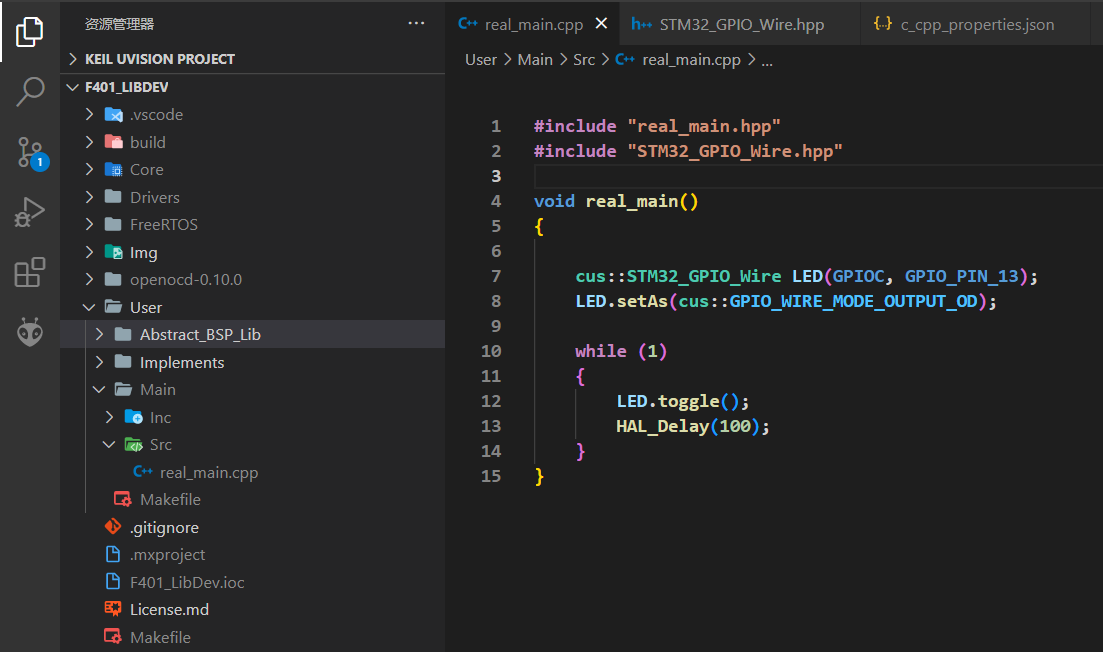 资源管理器 ...
KEIL UVISION PROJECT
F401_LIBDEV
.vscode
build
Core
Drivers
FreeRTOS
Img
openocd-0.10.0
User
Abstract_BSP_Lib
Implements
Main
Inc
Src
C++ real_main.cpp
Makefile
.gitignore
.mxproject
F401_LibDev.ioc
License.md
Makefile
1
C++ real_main.cpp
h++ STM32_GPIO_Wire.hpp
{..} c_cpp_properties.json
User > Main > Src > C++ real_main.cpp > ...
1 #include "real_main.hpp"
2 #include "STM32_GPIO_Wire.hpp"
3
4 void real_main()
5 {
6
7 cus::STM32_GPIO_Wire LED(GPIOC, GPIO_PIN_13);
8 LED.setAs(cus::GPIO_WIRE_MODE_OUTPUT_OD);
9
10 while (1)
11 {
12 LED.toggle();
13 HAL_Delay(100);
14 }
15 }